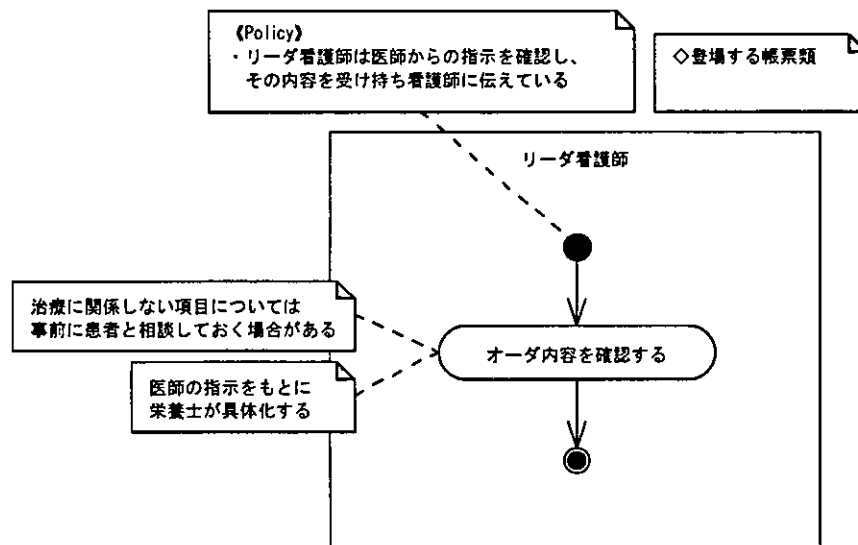 《Policy》
・リーダ看護師は医師からの指示を確認し、
その内容を受け持ち看護師に伝えている
◇登場する帳票類
リーダ看護師
治療に関係しない項目については
事前に患者と相談しておく場合がある
オーダ内容を確認する
医師の指示をもとに
栄養士が具体化する